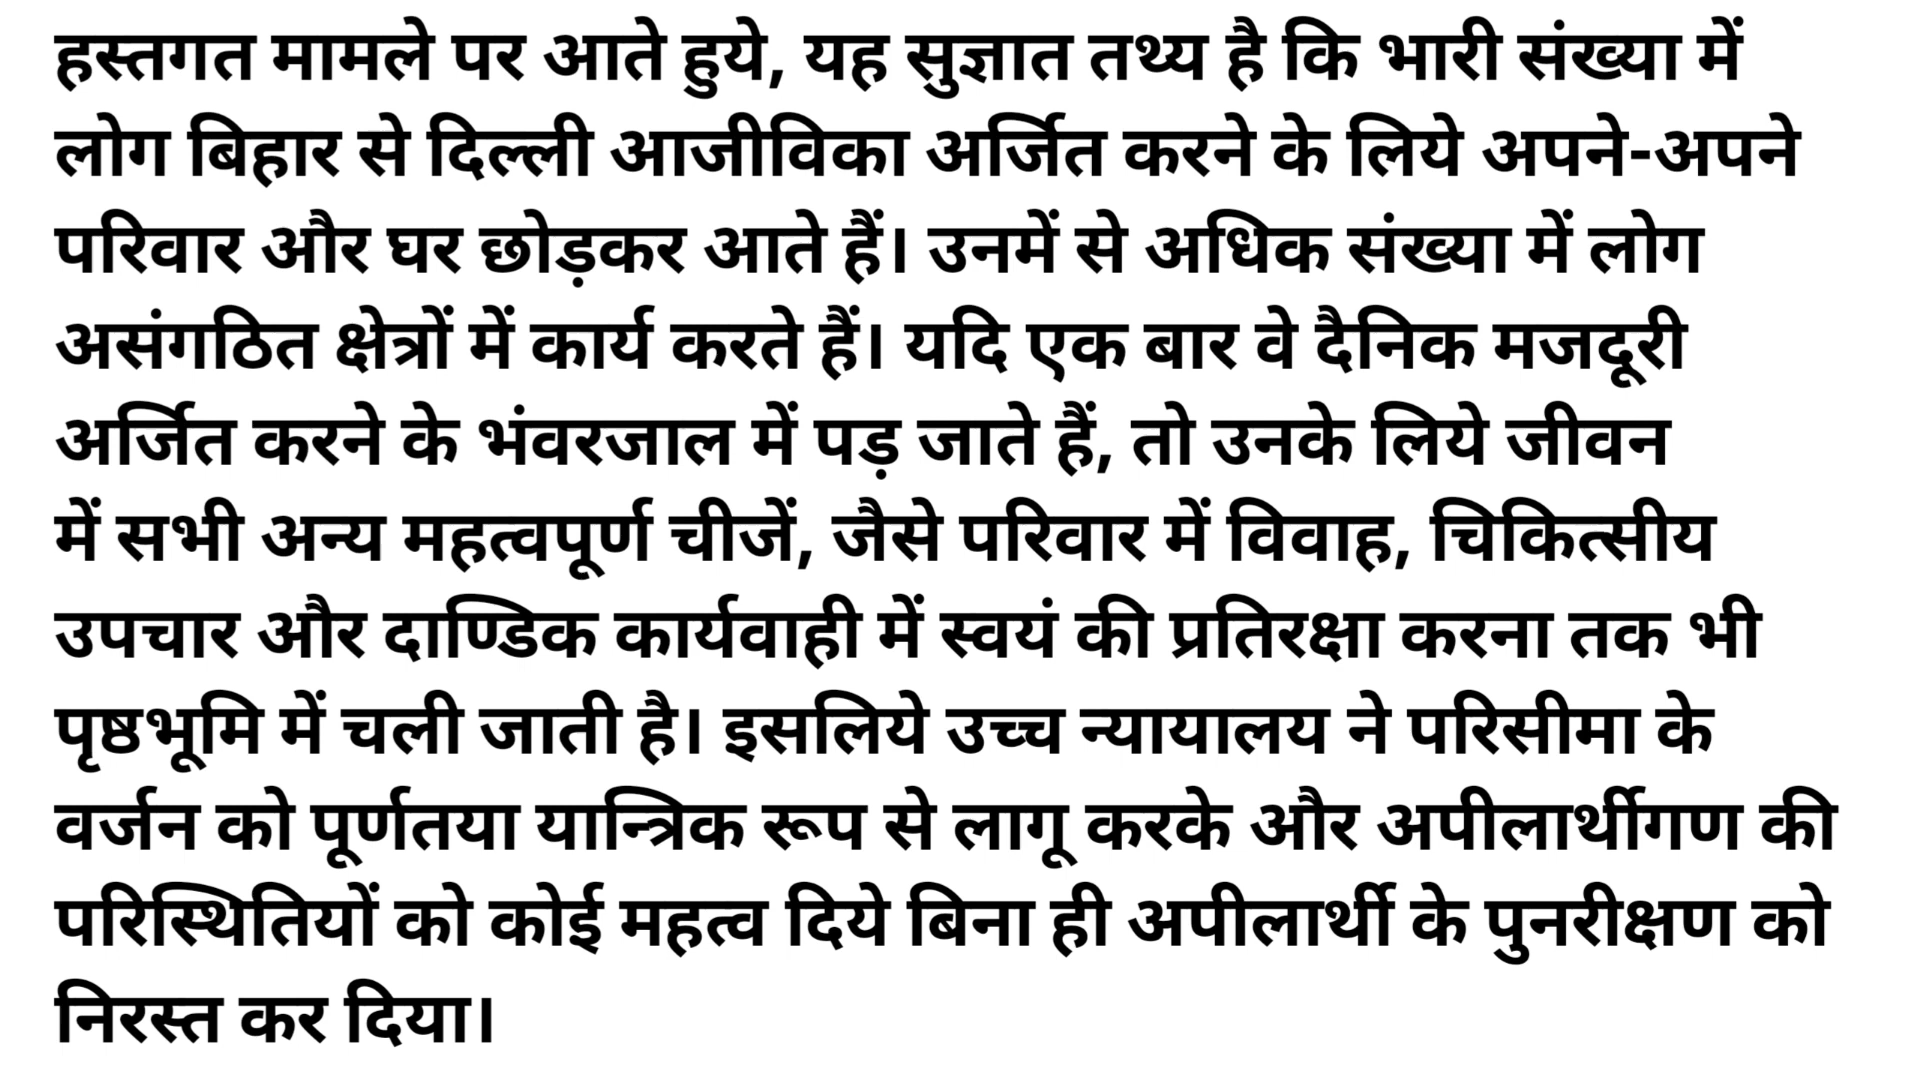 हस्तगत मामले पर आते हुये, यह सुज्ञात तथ्य है कि भारी संख्या में
लोग बिहार से दिल्ली आजीविका अर्जित करने के लिये अपने-अपने
परिवार और घर छोड़कर आते हैं। उनमें से अधिक संख्या में लोग
असंगठित क्षेत्रों में कार्य करते हैं। यदि एक बार वे दैनिक मजदूरी
अर्जित करने के भंवरजाल में पड़ जाते हैं, तो उनके लिये जीवन
में सभी अन्य महत्वपूर्ण चीजें, जैसे परिवार में विवाह, चिकित्सीय
उपचार और दाण्डिक कार्यवाही में स्वयं की प्रतिरक्षा करना तक भी
पृष्ठभूमि में चली जाती है। इसलिये उच्च न्यायालय ने परिसीमा के
वर्जन को पूर्णतया यान्त्रिक रूप से लागू करके और अपीलार्थीगण की
परिस्थितियों को कोई महत्व दिये बिना ही अपीलार्थी के पुनरीक्षण को
निरस्त कर दिया।